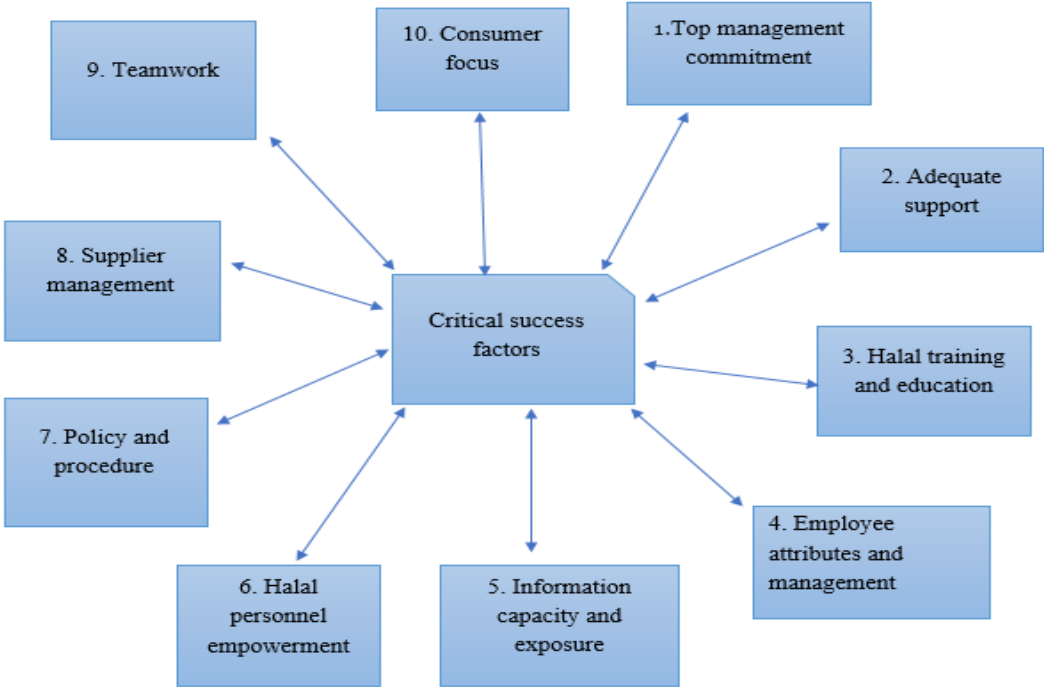 1.Top management
commitment
2. Adequate
support
3. Halal training
and education
4. Employee
attributes and
management
5. Information
capacity and
exposure
6. Halal
personnel
empowerment
7. Policy and
procedure
8. Supplier
management
9. Teamwork
10. Consumer
focus
Critical success
factors